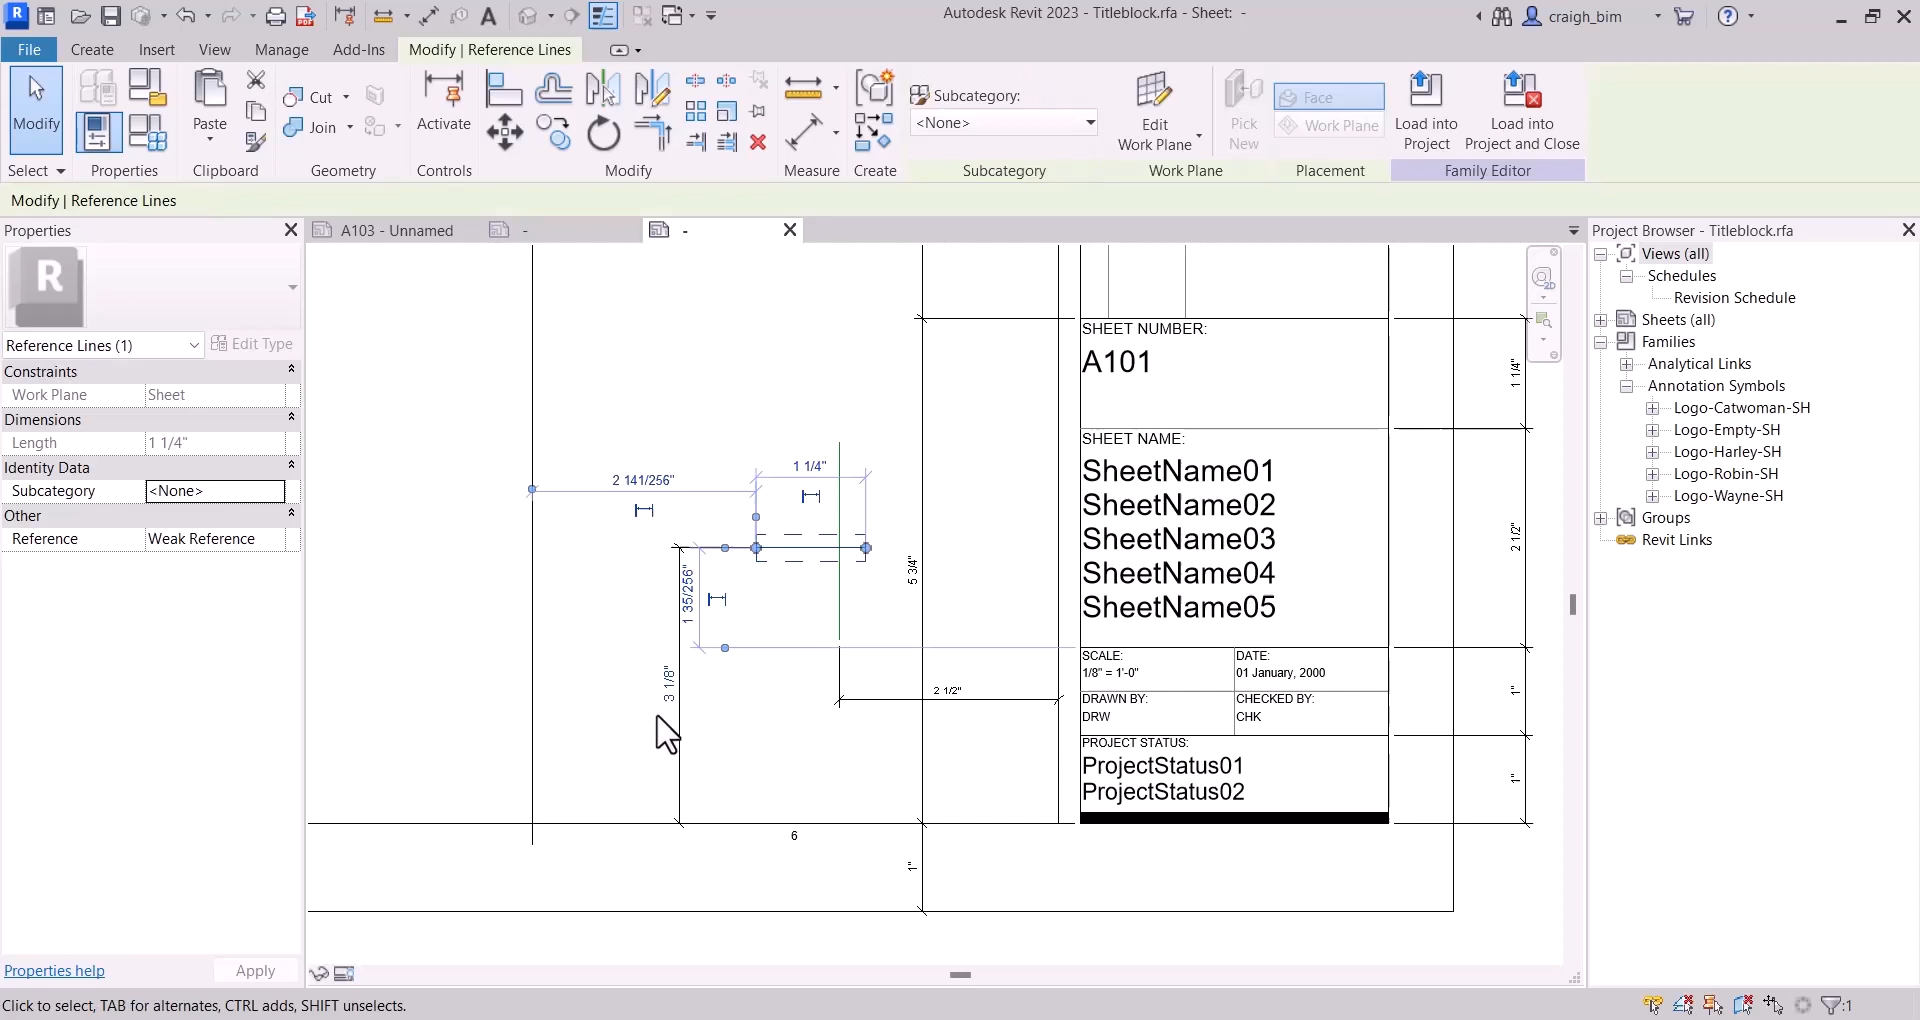 Autodesk Revit 2023 - Titleblock.rfa - Sheet: -
craigh_bim
File
Create
Insert
View
Manage
Add-Ins
Modify | Reference Lines
Modify
Paste
Cut
Join
Activate
Subcategory:
<None>
Edit
Work Plane
Pick
New
Face
Work Plane
Load into
Project
Load into
Project and Close
Select
Properties
Clipboard
Geometry
Controls
Modify
Measure
Create
Subcategory
Work Plane
Placement
Family Editor
Modify | Reference Lines
Properties
R
Reference Lines (1)
Edit Type
Constraints
Work Plane Sheet
Dimensions
Length 1 1/4"
Identity Data
Subcategory <None>
Other
Reference Weak Reference
Properties help
Apply
A103 - Unnamed
-
-
2 141/256"
1 1/4"
1 35/256"
3 1/8"
5 3/4"
2 1/2"
6
1"
SHEET NUMBER:
A101
SHEET NAME:
SheetName01
SheetName02
SheetName03
SheetName04
SheetName05
SCALE:
1/8" = 1'-0"
DATE:
01 January, 2000
DRAWN BY:
DRW
CHECKED BY:
CHK
PROJECT STATUS:
ProjectStatus01
ProjectStatus02
1 1/4"
2 1/2"
1"
1"
2D
Project Browser - Titleblock.rfa
Views (all)
Schedules
Revision Schedule
Sheets (all)
Families
Analytical Links
Annotation Symbols
Logo-Catwoman-SH
Logo-Empty-SH
Logo-Harley-SH
Logo-Robin-SH
Logo-Wayne-SH
Groups
Revit Links
Click to select, TAB for alternates, CTRL adds, SHIFT unselects.
:1